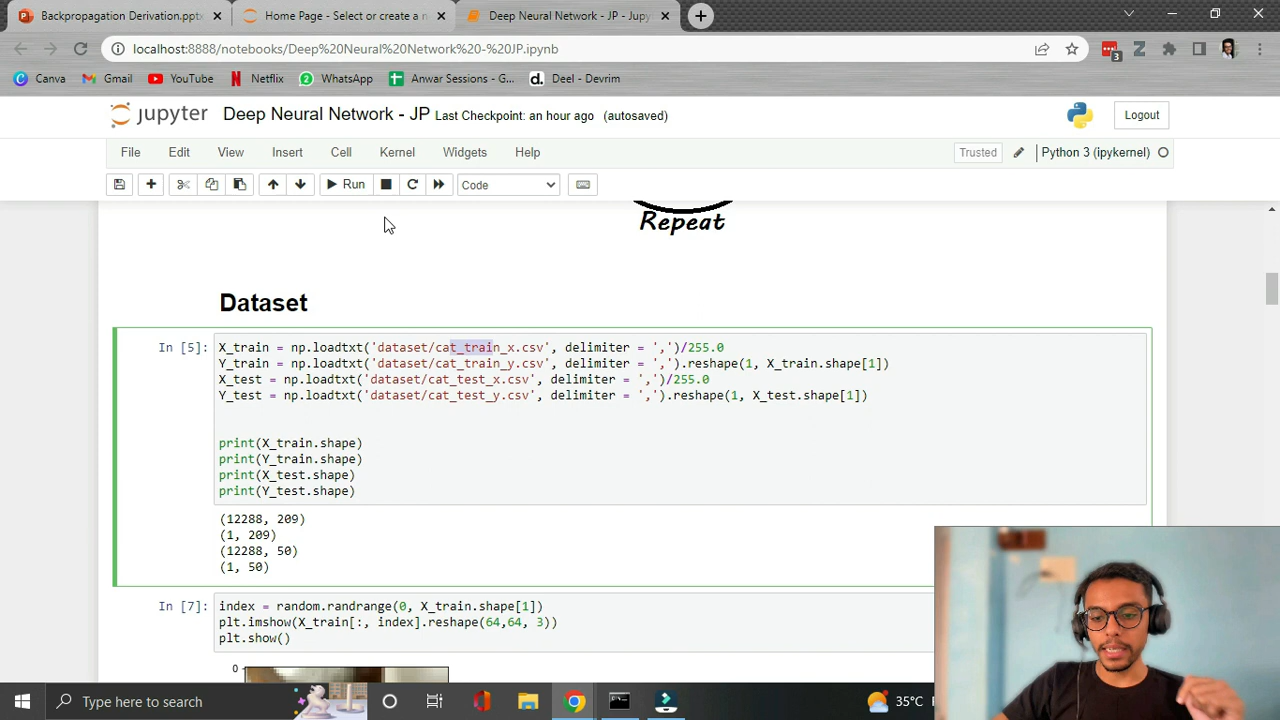 Backpropagation Derivation.pptx
Home Page - Select or create a n
Deep Neural Network - JP - Jupy
localhost:8888/notebooks/Deep%20Neural%20Network%20-%20JP.ipynb
3
Canva
Gmail
YouTube
Netflix
WhatsApp
Anwar Sessions - G...
Deel - Devrim
jupyter
Deep Neural Network - JP
Last Checkpoint: an hour ago (autosaved)
Logout
File
Edit
View
Insert
Cell
Kernel
Widgets
Help
Trusted
Python 3 (ipykernel)
Run
Code
Repeat
Dataset
In [5]:
X_train = np.loadtxt('dataset/cat_train_x.csv', delimiter = ',')/255.0
Y_train = np.loadtxt('dataset/cat_train_y.csv', delimiter = ',').reshape(1, X_train.shape[1])
X_test = np.loadtxt('dataset/cat_test_x.csv', delimiter = ',')/255.0
Y_test = np.loadtxt('dataset/cat_test_y.csv', delimiter = ',').reshape(1, X_test.shape[1])
print(X_train.shape)
print(Y_train.shape)
print(X_test.shape)
print(Y_test.shape)
(12288, 209)
(1, 209)
(12288, 50)
(1, 50)
In [7]:
index = random.randrange(0, X_train.shape[1])
plt.imshow(X_train[:, index].reshape(64,64, 3))
plt.show()
0
Type here to search
35°C